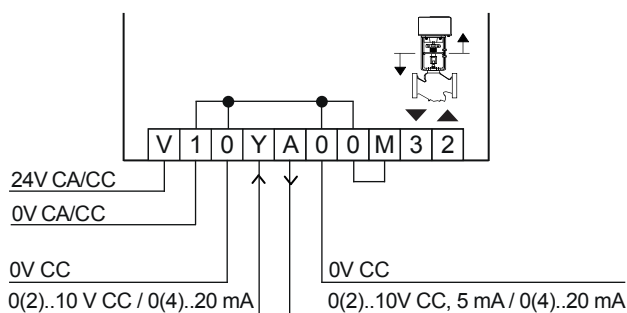 V 1 0 Y A 0 0 M 3 2
24V CA/CC
0V CA/CC
0V CC
0V CC
0(2)..10 V CC / 0(4)..20 mA
0(2)..10V CC, 5 mA / 0(4)..20 mA